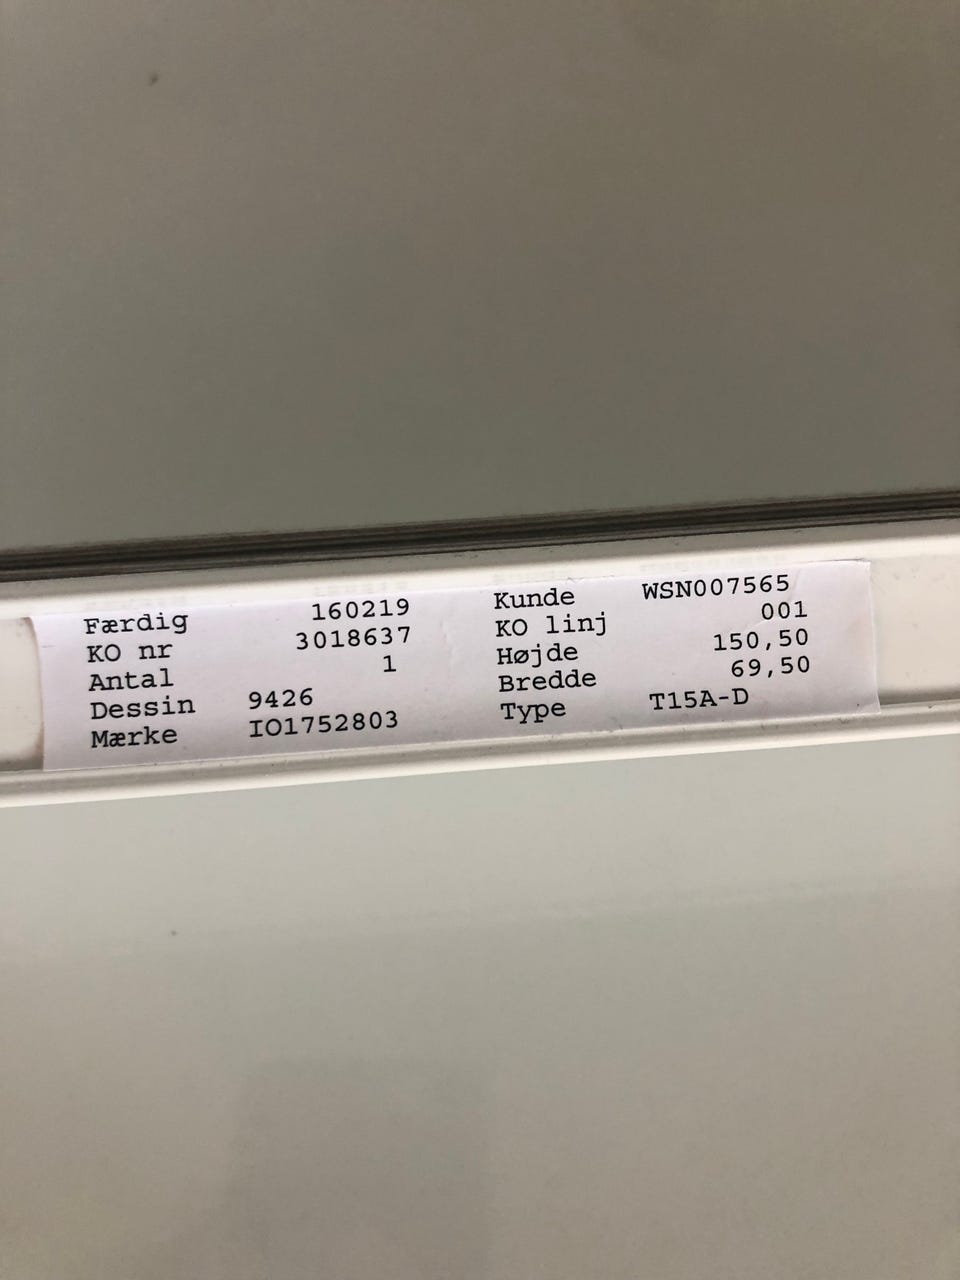 Færdig 160219 Kunde WSN007565
KO nr 3018637 KO linj 001
Antal 1 Højde 150,50
Dessin 9426 Bredde 69,50
Mærke IO1752803 Type T15A-D